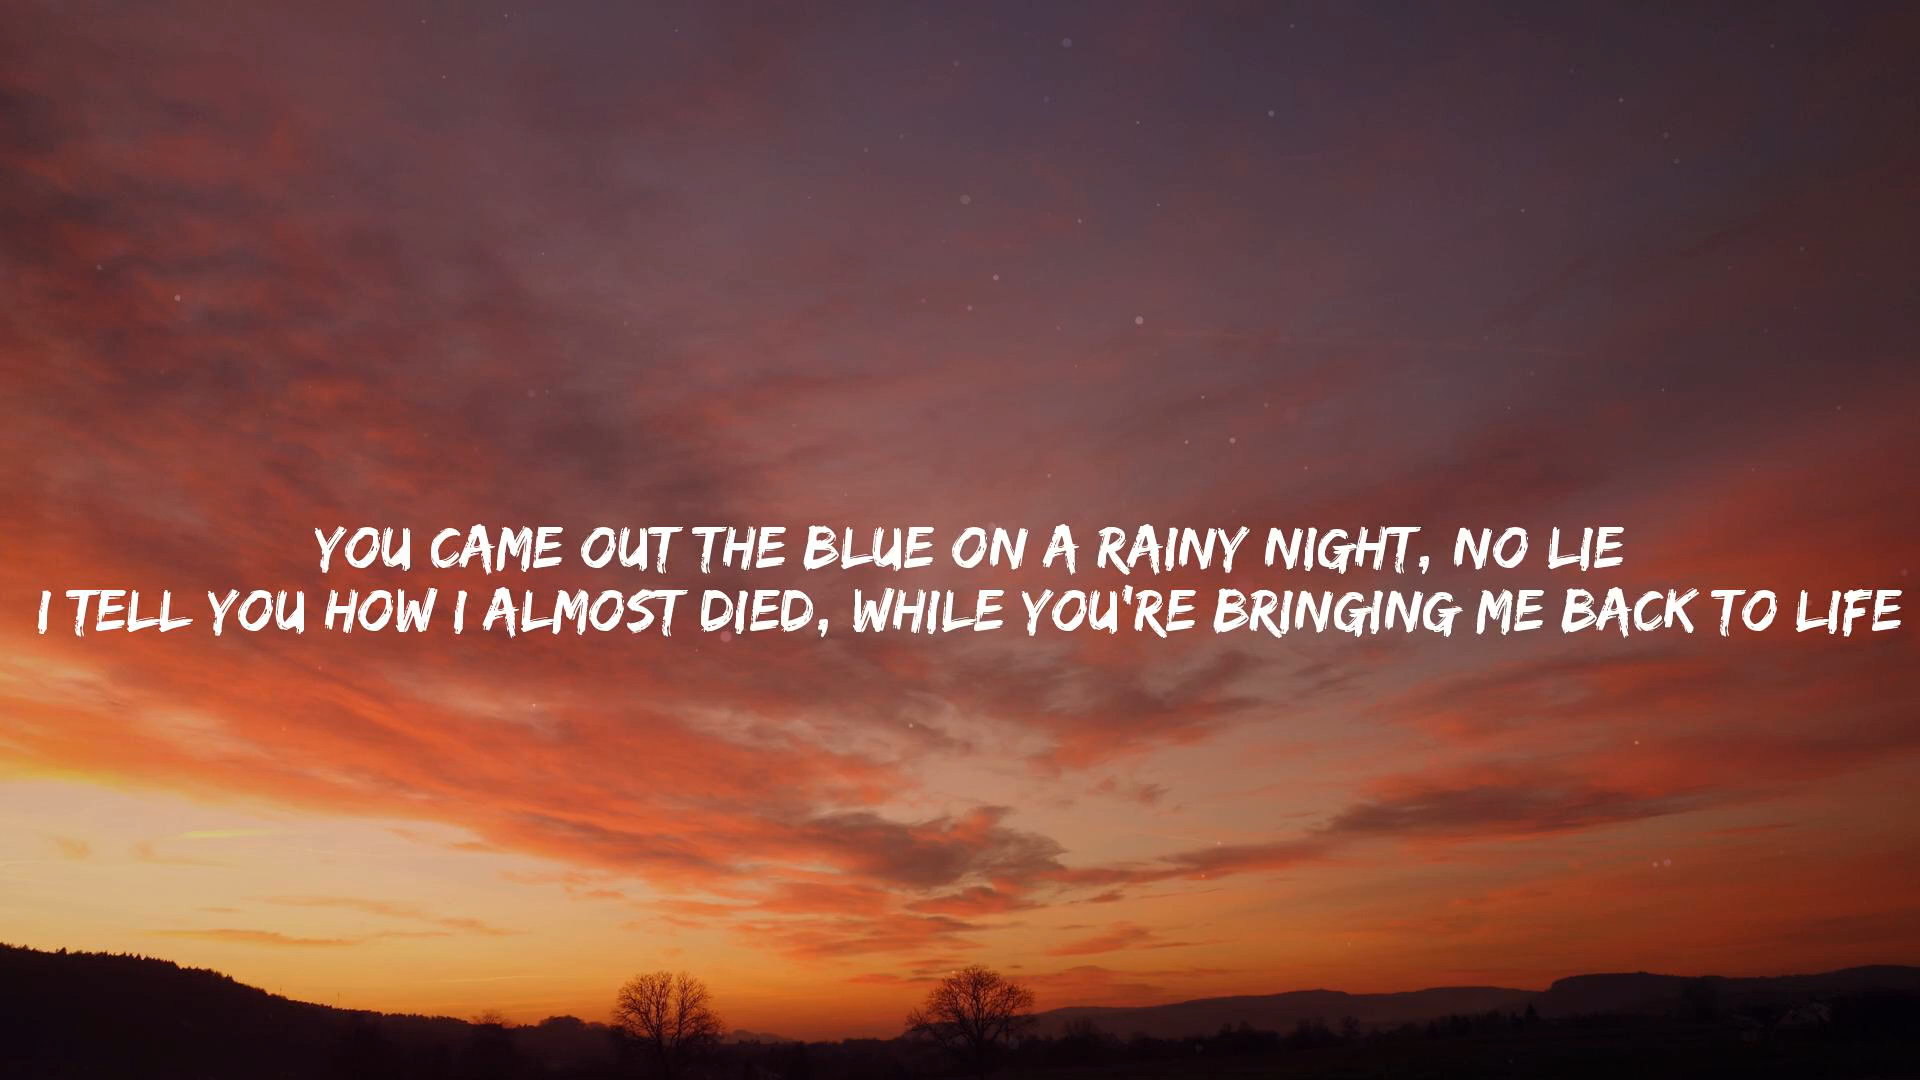 YOU CAME OUT THE BLUE ON A RAINY NIGHT, NO LIE
I TELL YOU HOW I ALMOST DIED, WHILE YOU'RE BRINGING ME BACK TO LIFE